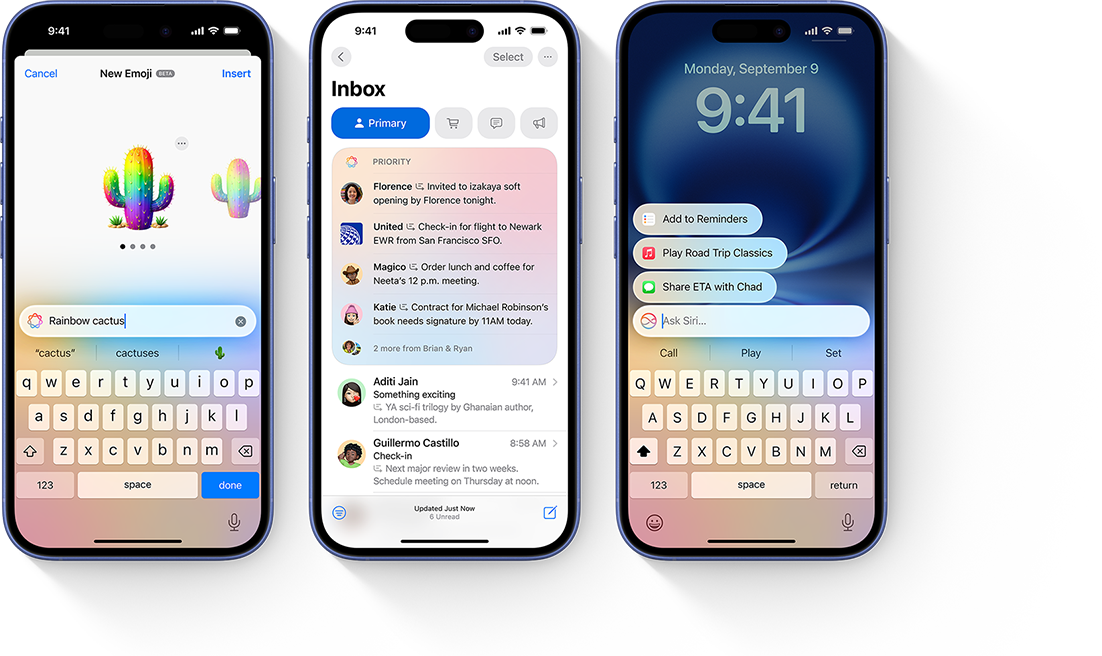 9:41
Cancel
New Emoji BETA
Insert
Rainbow cactus
"cactus"
cactuses
q w e r t y u i o p
a s d f g h j k l
z x c v b n m
123
space
done
9:41
Select
Inbox
Primary
PRIORITY
Florence Invited to izakaya soft
opening by Florence tonight.
United Check-in for flight to Newark
EWR from San Francisco SFO.
Magico Order lunch and coffee for
Neeta's 12 p.m. meeting.
Katie Contract for Michael Robinson's
book needs signature by 11AM today.
2 more from Brian & Ryan
Aditi Jain 9:41 AM
Something exciting
YA sci-fi trilogy by Ghanaian author,
London-based.
Guillermo Castillo 8:58 AM
Check-in
Next major review in two weeks.
Schedule meeting on Thursday at noon.
Updated Just Now
6 Unread
Monday, September 9
9:41
Add to Reminders
Play Road Trip Classics
Share ETA with Chad
Ask Siri...
Call
Play
Set
Q W E R T Y U I O P
A S D F G H J K L
Z X C V B N M
123
space
return